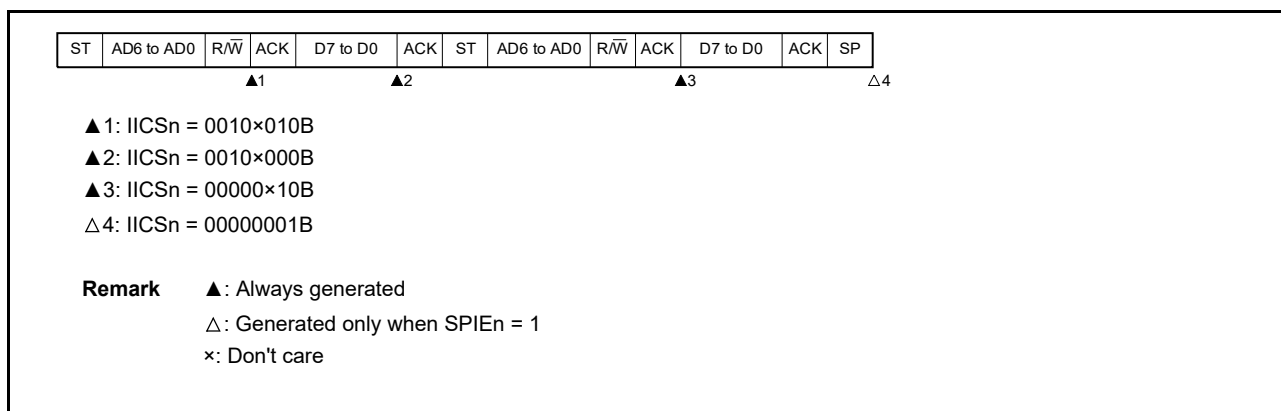 ST AD6 to AD0 R/W̅ ACK D7 to D0 ACK ST AD6 to AD0 R/W̅ ACK D7 to D0 ACK SP
▲1 ▲2 ▲3 △4
▲1: IICSn = 0010×010B
▲2: IICSn = 0010×000B
▲3: IICSn = 00000×10B
△4: IICSn = 00000001B
Remark ▲: Always generated
△: Generated only when SPIEn = 1
×: Don't care